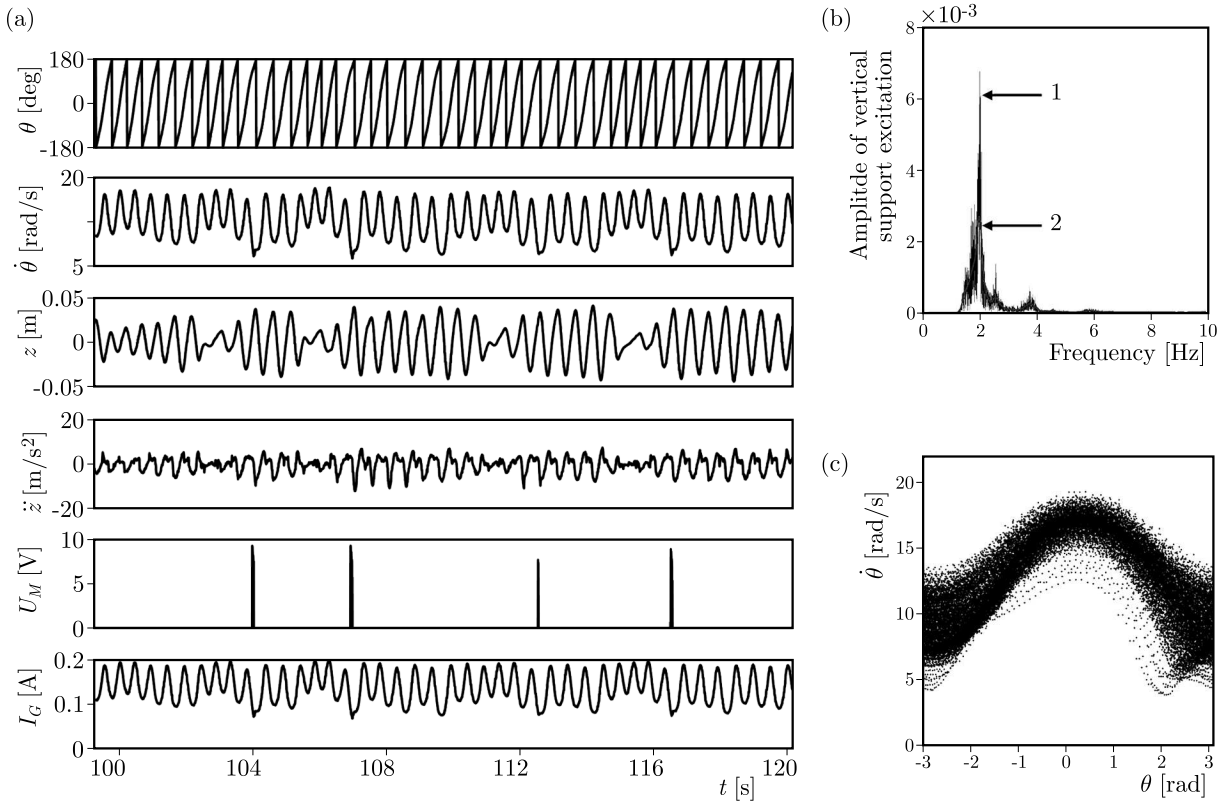 (a)
180
0
-180
θ [deg]
20
5
θ̇ [rad/s]
0.05
0
-0.05
z [m]
20
0
-20
z̈ [m/s²]
10
5
0
U_M [V]
0.2
0.1
0
I_G [A]
100 104 108 112 116 120
t [s]
(b)
×10⁻³
8
6
4
2
0
Amplitde of vertical
support excitation
1
2
0 2 4 6 8 10
Frequency [Hz]
(c)
20
15
10
5
0
θ̇ [rad/s]
-3 -2 -1 0 1 2 3
θ [rad]